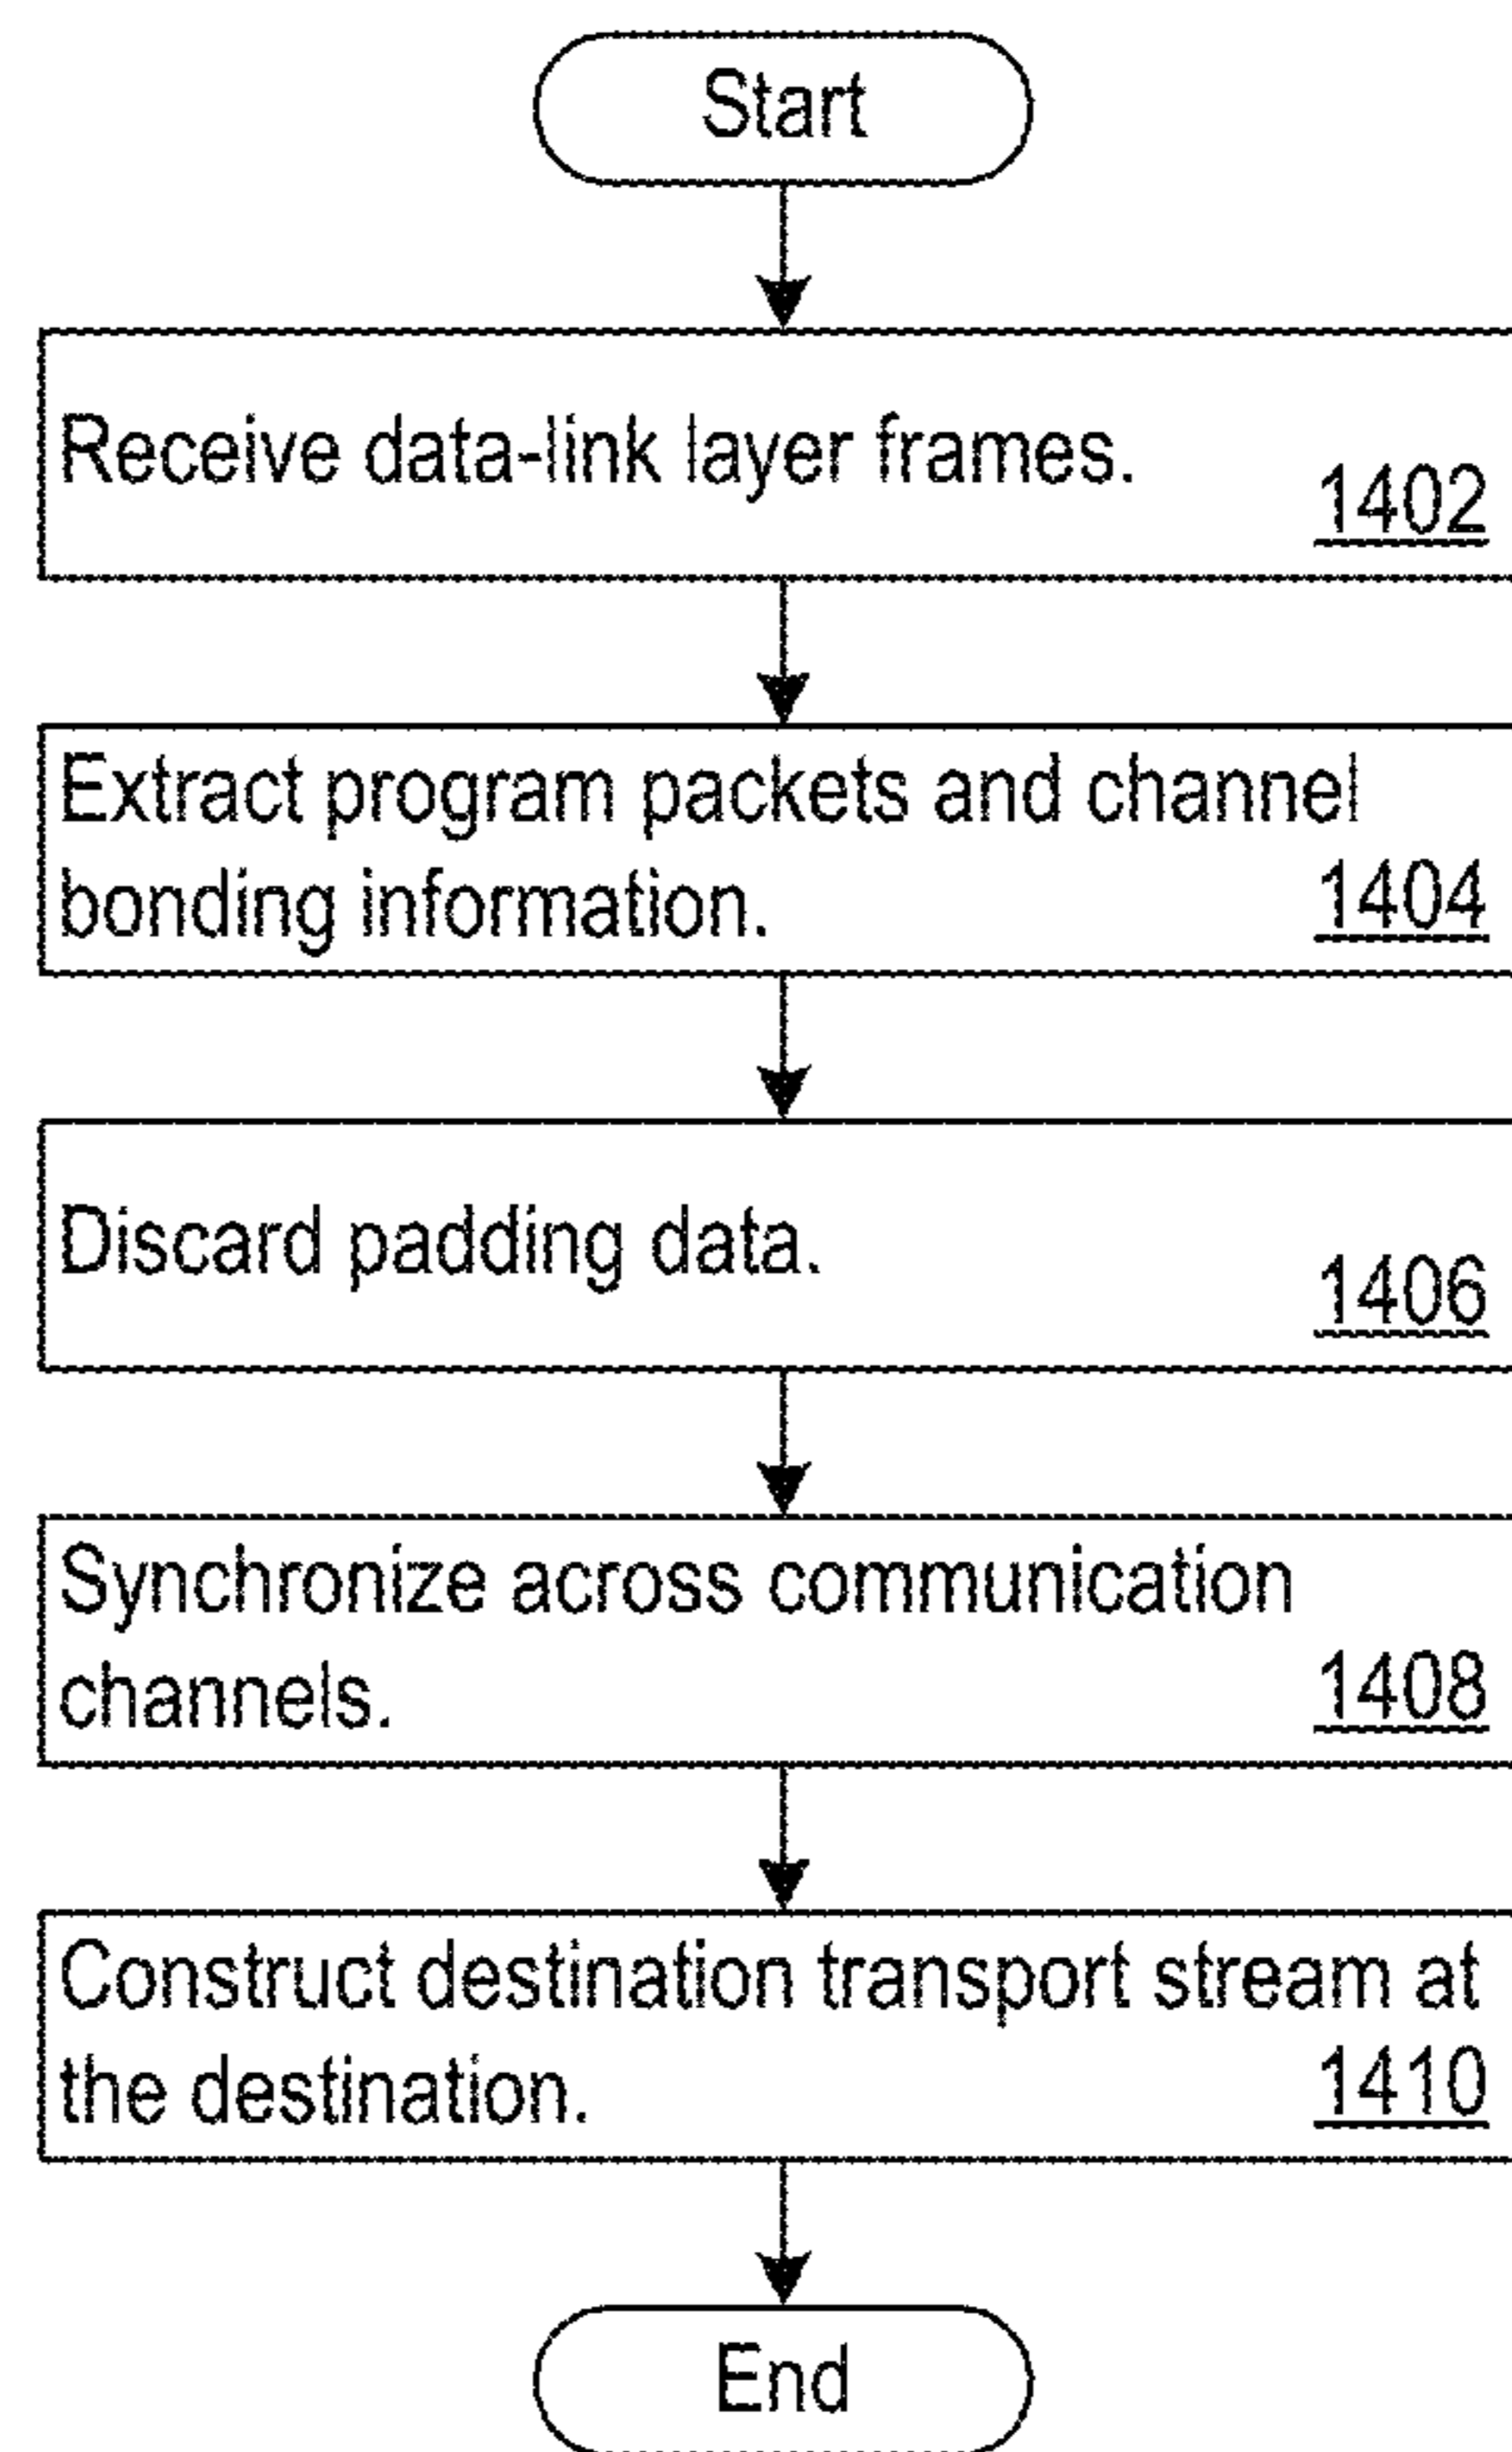 Start
Receive data-link layer frames.
1402
Extract program packets and channel
bonding information.
1404
Discard padding data.
1406
Synchronize across communication
channels.
1408
Construct destination transport stream at
the destination.
1410
End